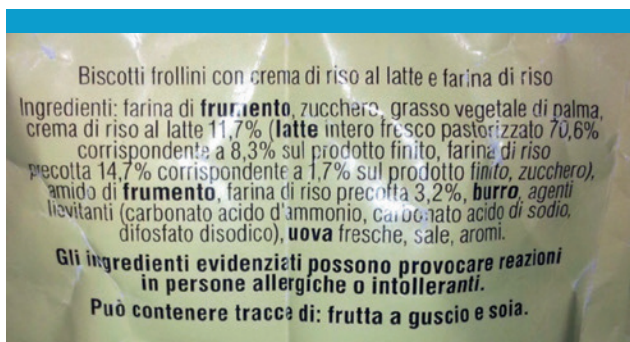 Biscotti frollini con crema di riso al latte e farina di riso
Ingredienti: farina di frumento, zucchero, grasso vegetale di palma,
crema di riso al latte 11,7% (latte intero fresco pastorizzato 70,6%
corrispondente a 8,3% sul prodotto finito, farina di riso
precotta 14,7% corrispondente a 1,7% sul prodotto finito, zucchero),
amido di frumento, farina di riso precotta 3,2%, burro, agenti
lievitanti (carbonato acido d'ammonio, carbonato acido di sodio,
difosfato disodico), uova fresche, sale, aromi.
Gli ingredienti evidenziati possono provocare reazioni
in persone allergiche o intolleranti.
Può contenere tracce di: frutta a guscio e soia.